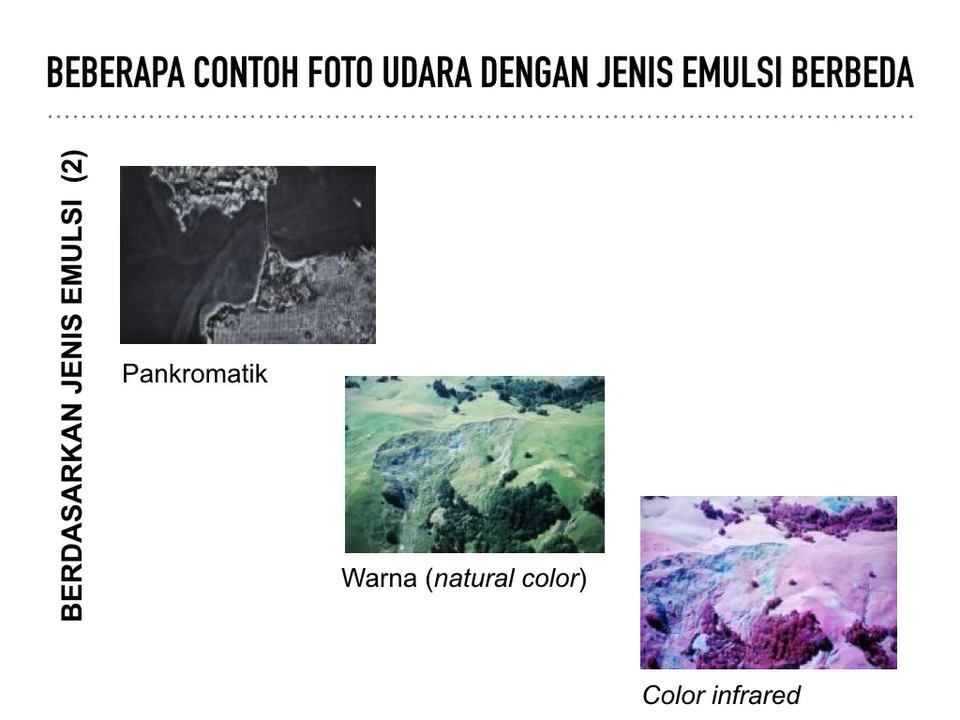 BEBERAPA CONTOH FOTO UDARA DENGAN JENIS EMULSI BERBEDA
BERDASARKAN JENIS EMULSI (2)
Pankromatik
Warna (natural color)
Color infrared